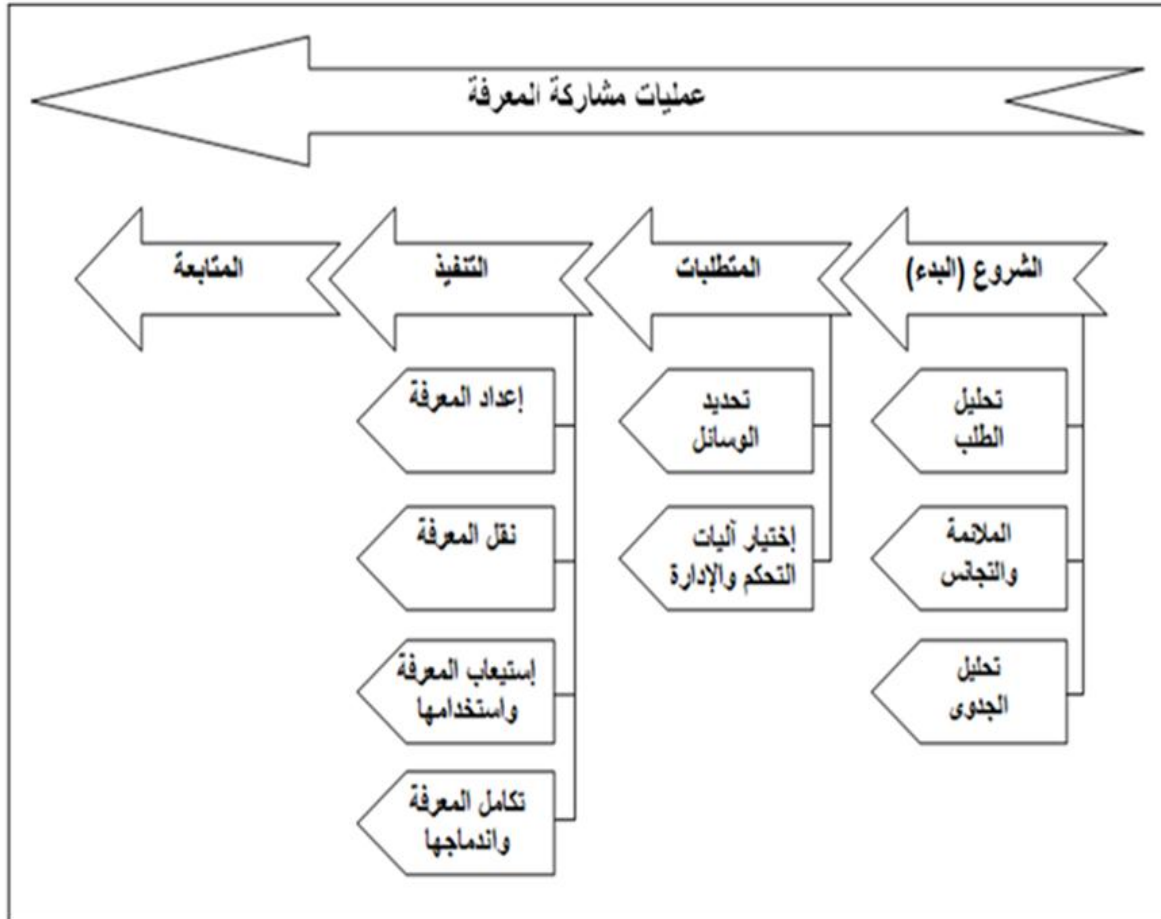 عمليات مشاركة المعرفة
الشروع (البدء)
المتطلبات
التنفيذ
المتابعة
تحليل
الطلب
الملائمة
والتجانس
تحليل
الجدوى
تحديد
الوسائل
إختيار آليات
التحكم والإدارة
إعداد المعرفة
نقل المعرفة
إستيعاب المعرفة
واستخدامها
تكامل المعرفة
واندماجها